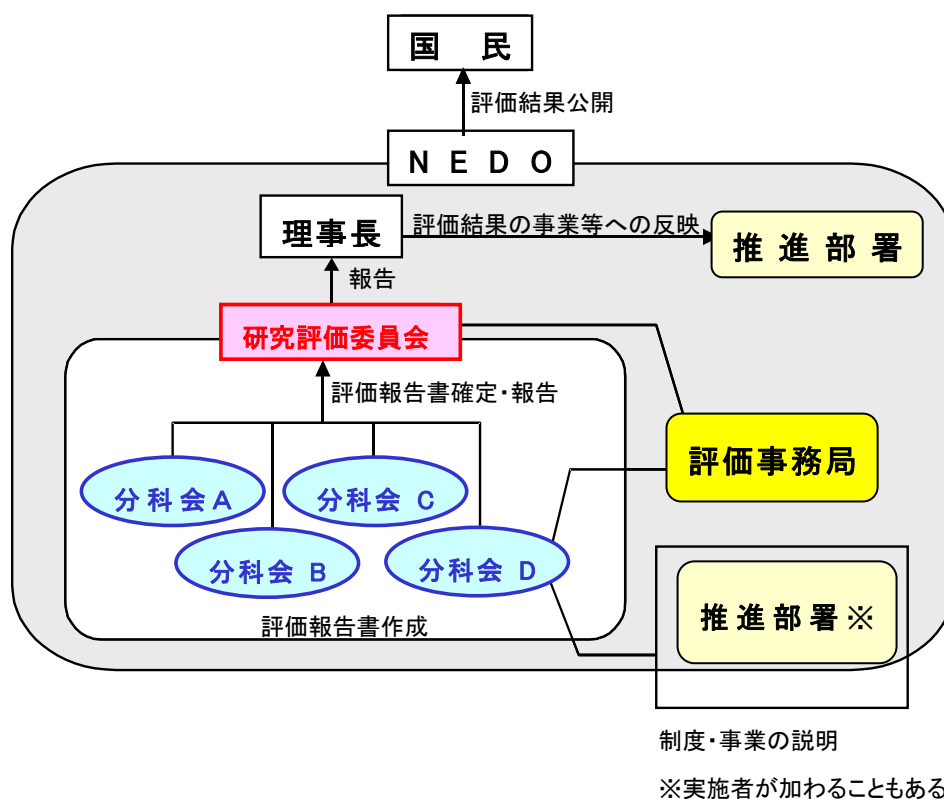 国 民
評価結果公開
N E D O
理事長
評価結果の事業等への反映
推 進 部 署
報告
研究評価委員会
評価報告書確定・報告
評価事務局
分 科 会 A
分科会 C
分科会 B
分科会 D
推 進 部 署 ※
評価報告書作成
制度・事業の説明
※実施者が加わることもある